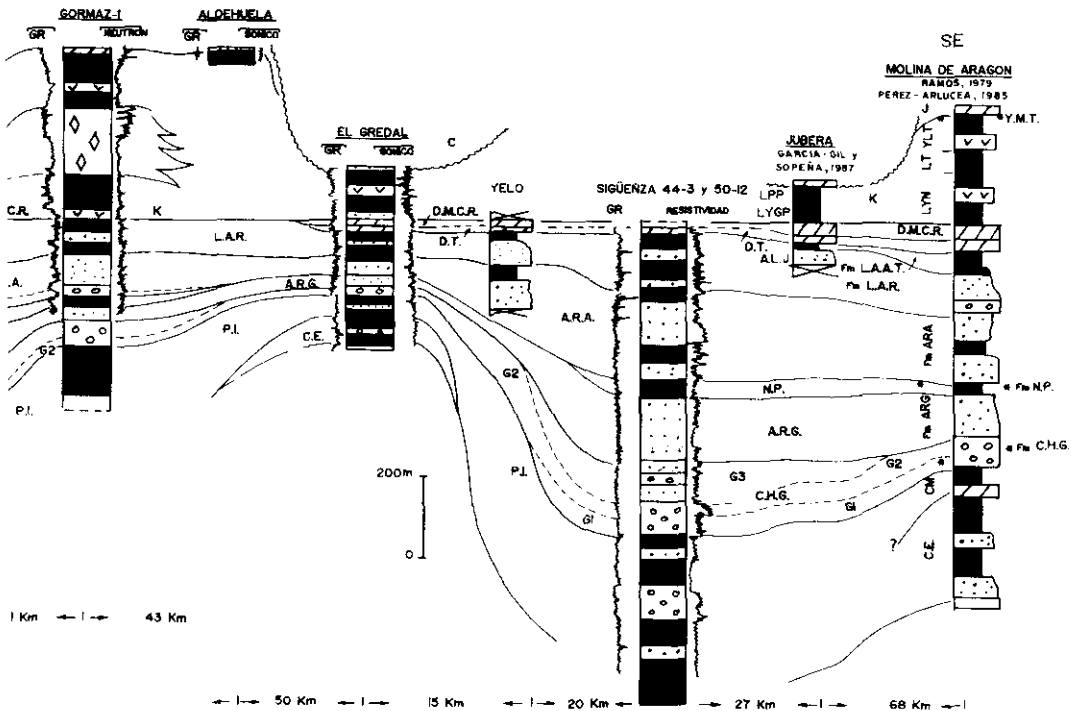 GORMAZ-1
GR NEUTRON
ALDEHUELA
GR SONICO
EL GREDAL
GR SONICO
YELO
SIGÜENZA 44-3 y 50-12
GR RESISTIVIDAD
JUBERA
GARCIA-GIL y
SOPEÑA, 1987
SE
MOLINA DE ARAGON
RAMOS, 1979
PEREZ-ARLUCEA, 1985
J
Y.M.T.
YLT
LT
LYN
C
K
LPP
LYGP
C.R.
K
D.M.C.R.
D.M.C.R.
L.A.R.
D.T.
D.T.
A.L.J
Fm L.A.A.T.
Fm L.A.R.
.A.
A.R.G.
A.R.A.
Fm ARA
P.I.
C.E.
G2
G2
N.P.
Fm N.P.
P.I.
A.R.G.
Fm ARG
Fm C.H.G.
200m
0
P.I.
G3
G2
C.H.G.
G1
G1
CM
C.E.
?
1 Km 43 Km
50 Km 15 Km 20 Km 27 Km 68 Km